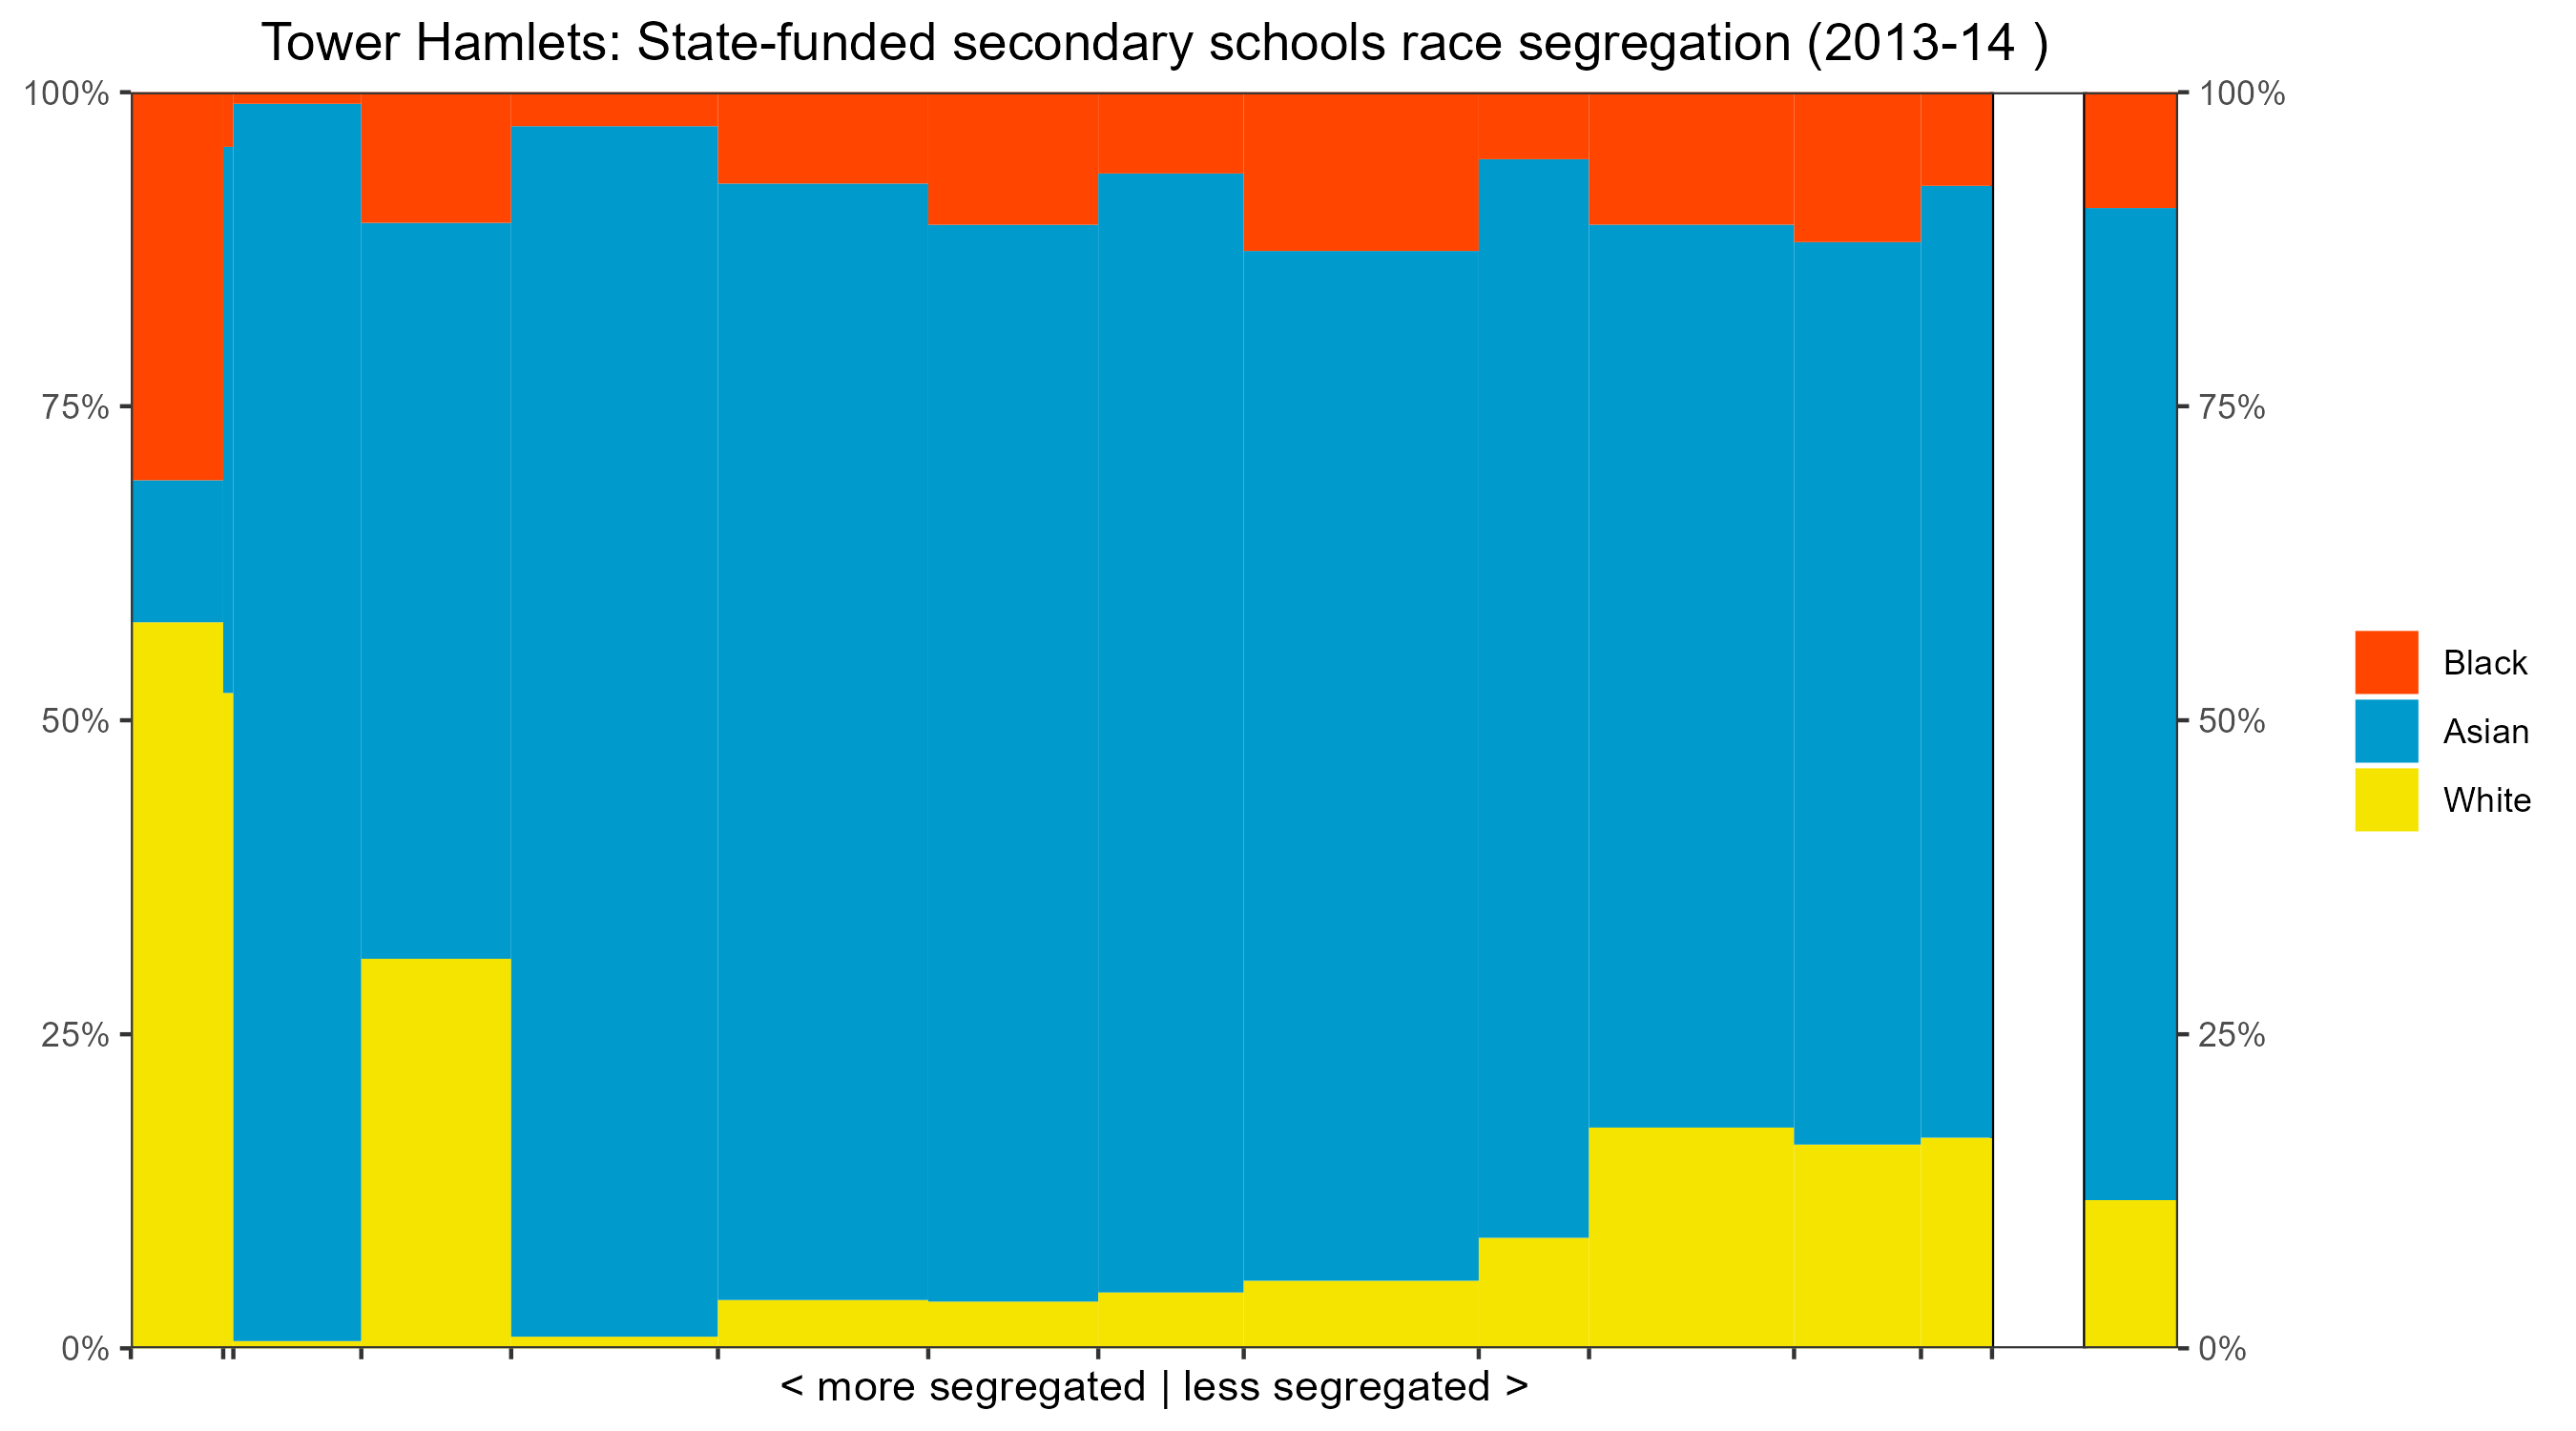 Tower Hamlets: State-funded secondary schools race segregation (2013-14 )
100%
75%
50%
25%
0%
100%
75%
50%
25%
0%
Black
Asian
White
< more segregated | less segregated >